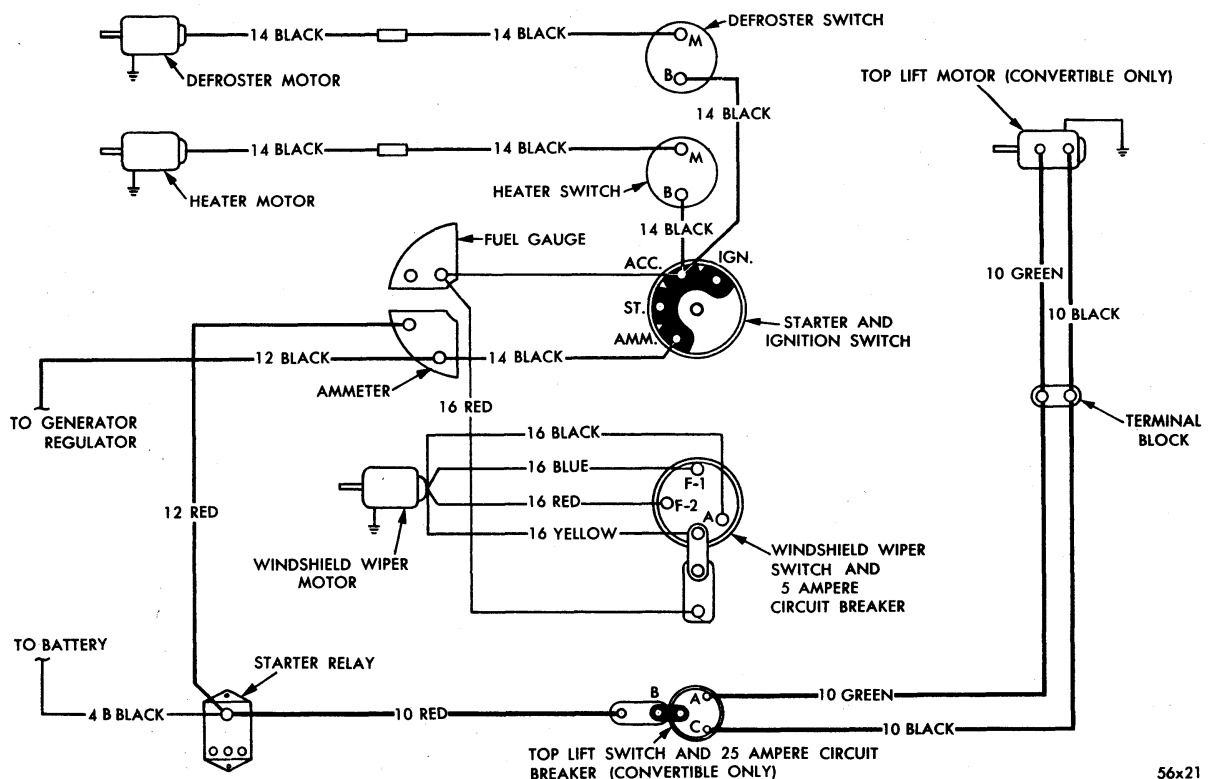 DEFROSTER SWITCH
14 BLACK
14 BLACK
M
DEFROSTER MOTOR
B
TOP LIFT MOTOR (CONVERTIBLE ONLY)
14 BLACK
14 BLACK
14 BLACK
M
HEATER MOTOR
HEATER SWITCH
B
14 BLACK
FUEL GAUGE
ACC.
IGN.
10 GREEN
ST.
10 BLACK
AMM.
STARTER AND
IGNITION SWITCH
12 BLACK
14 BLACK
AMMETER
16 RED
TO GENERATOR
REGULATOR
TERMINAL
BLOCK
16 BLACK
16 BLUE
F-1
16 RED
F-2
A
12 RED
16 YELLOW
WINDSHIELD WIPER
MOTOR
WINDSHIELD WIPER
SWITCH AND
5 AMPERE
CIRCUIT BREAKER
TO BATTERY
STARTER RELAY
4 B BLACK
10 RED
B
A
C
10 GREEN
10 BLACK
TOP LIFT SWITCH AND 25 AMPERE CIRCUIT
BREAKER (CONVERTIBLE ONLY)
56x21